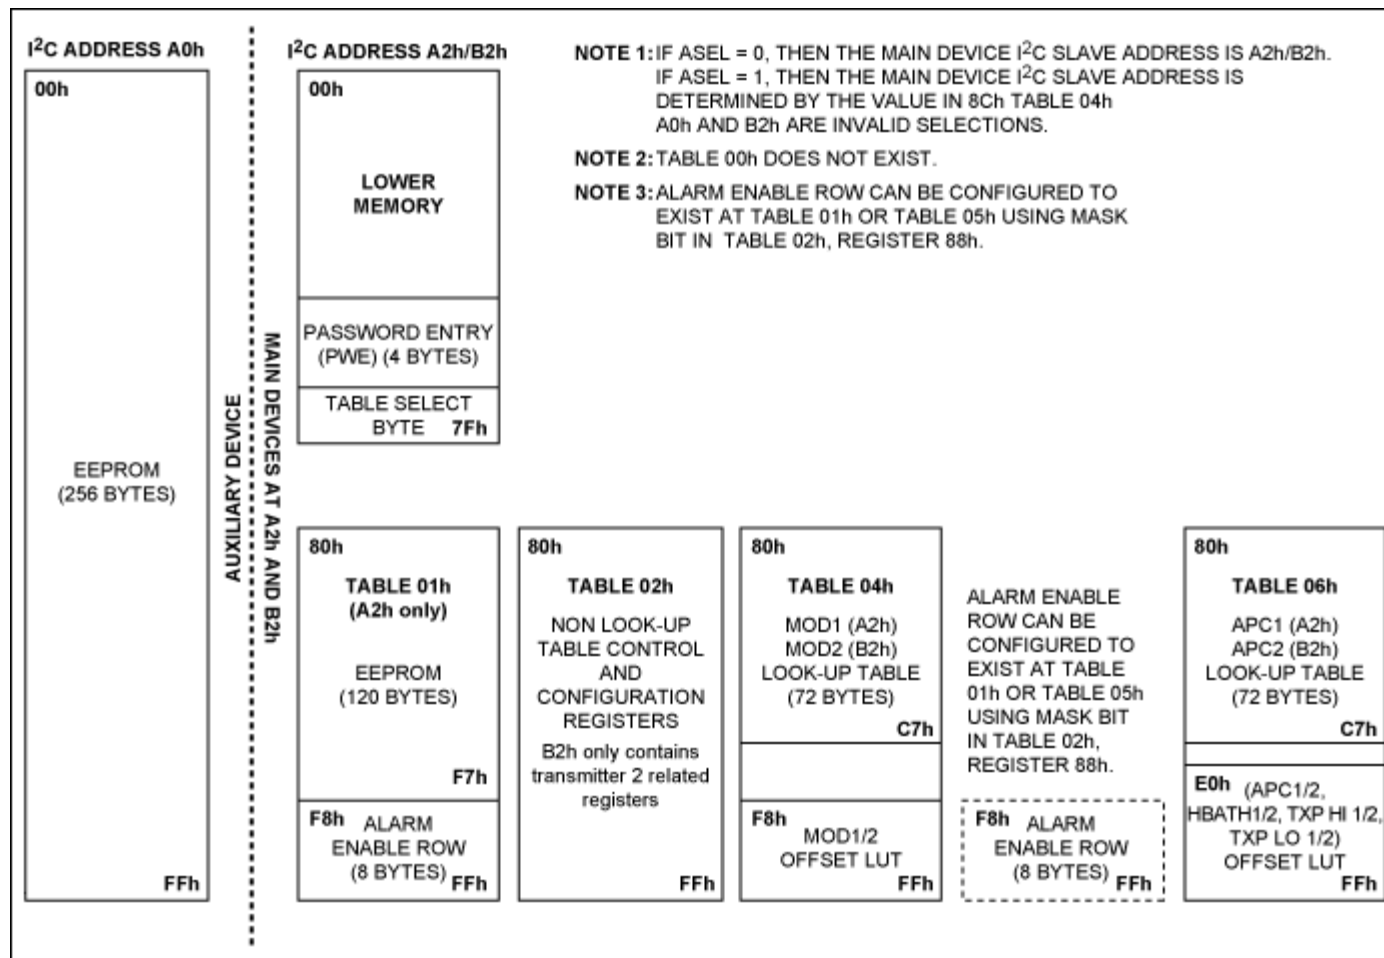 I2C ADDRESS A0h
00h
EEPROM
(256 BYTES)
FFh
AUXILIARY DEVICE
MAIN DEVICES AT A2h AND B2h
I2C ADDRESS A2h/B2h
00h
LOWER
MEMORY
PASSWORD ENTRY
(PWE) (4 BYTES)
TABLE SELECT
BYTE 7Fh
NOTE 1: IF ASEL = 0, THEN THE MAIN DEVICE I2C SLAVE ADDRESS IS A2h/B2h.
IF ASEL = 1, THEN THE MAIN DEVICE I2C SLAVE ADDRESS IS
DETERMINED BY THE VALUE IN 8Ch TABLE 04h
A0h AND B2h ARE INVALID SELECTIONS.
NOTE 2: TABLE 00h DOES NOT EXIST.
NOTE 3: ALARM ENABLE ROW CAN BE CONFIGURED TO
EXIST AT TABLE 01h OR TABLE 05h USING MASK
BIT IN TABLE 02h, REGISTER 88h.
80h
TABLE 01h
(A2h only)
EEPROM
(120 BYTES)
F7h
F8h ALARM
ENABLE ROW
(8 BYTES) FFh
80h
TABLE 02h
NON LOOK-UP
TABLE CONTROL
AND
CONFIGURATION
REGISTERS
B2h only contains
transmitter 2 related
registers
FFh
80h
TABLE 04h
MOD1 (A2h)
MOD2 (B2h)
LOOK-UP TABLE
(72 BYTES)
C7h
F8h
MOD1/2
OFFSET LUT
FFh
ALARM ENABLE
ROW CAN BE
CONFIGURED TO
EXIST AT TABLE
01h OR TABLE 05h
USING MASK BIT
IN TABLE 02h,
REGISTER 88h.
F8h ALARM
ENABLE ROW
(8 BYTES) FFh
80h
TABLE 06h
APC1 (A2h)
APC2 (B2h)
LOOK-UP TABLE
(72 BYTES)
C7h
E0h (APC1/2,
HBATH1/2, TXP HI 1/2,
TXP LO 1/2)
OFFSET LUT
FFh